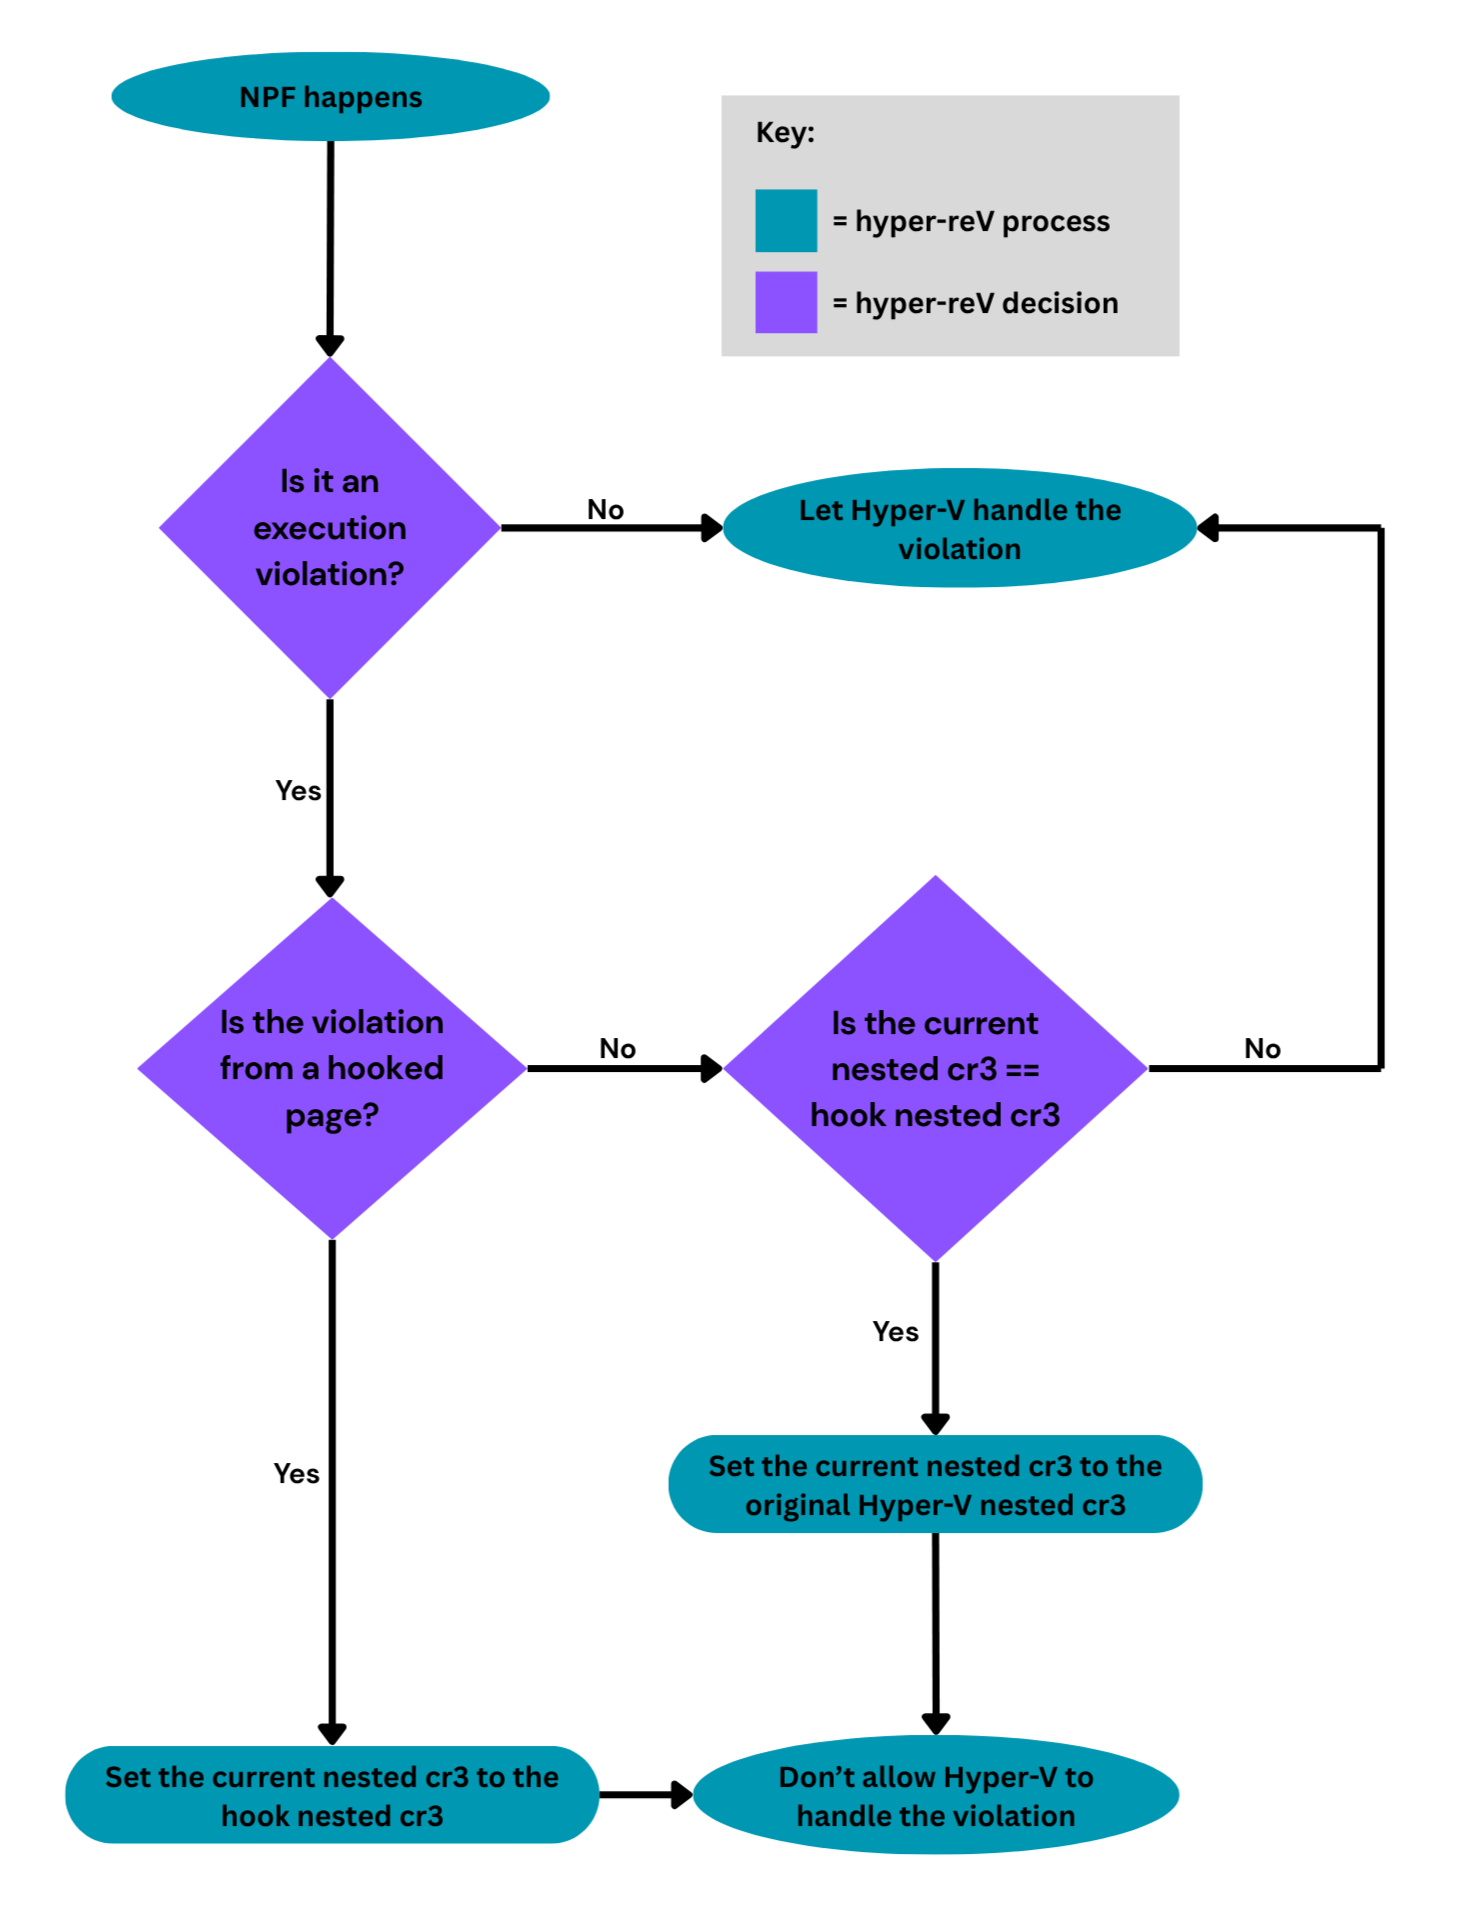 NPF happens
Key:
= hyper-reV process
= hyper-reV decision
Is it an
execution
violation?
No
Let Hyper-V handle the
violation
Yes
Is the violation
from a hooked
page?
No
Is the current
nested cr3 ==
hook nested cr3
No
Yes
Set the current nested cr3 to the
original Hyper-V nested cr3
Yes
Set the current nested cr3 to the
hook nested cr3
Don’t allow Hyper-V to
handle the violation